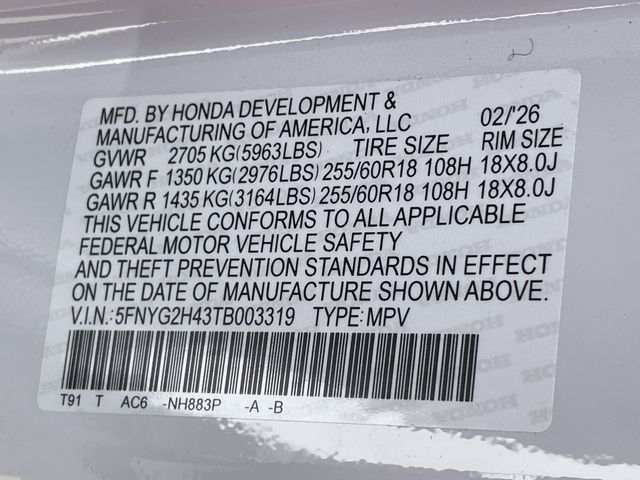 MFD. BY HONDA DEVELOPMENT &
MANUFACTURING OF AMERICA, LLC 02/'26
GVWR 2705 KG(5963LBS) TIRE SIZE RIM SIZE
GAWR F 1350 KG(2976LBS) 255/60R18 108H 18X8.0J
GAWR R 1435 KG(3164LBS) 255/60R18 108H 18X8.0J
THIS VEHICLE CONFORMS TO ALL APPLICABLE
FEDERAL MOTOR VEHICLE SAFETY
AND THEFT PREVENTION STANDARDS IN EFFECT
ON THE DATE OF MANUFACTURE SHOWN ABOVE.
V.I.N.:5FNYG2H43TB003319 TYPE:MPV
T91 T AC6 -NH883P -A -B